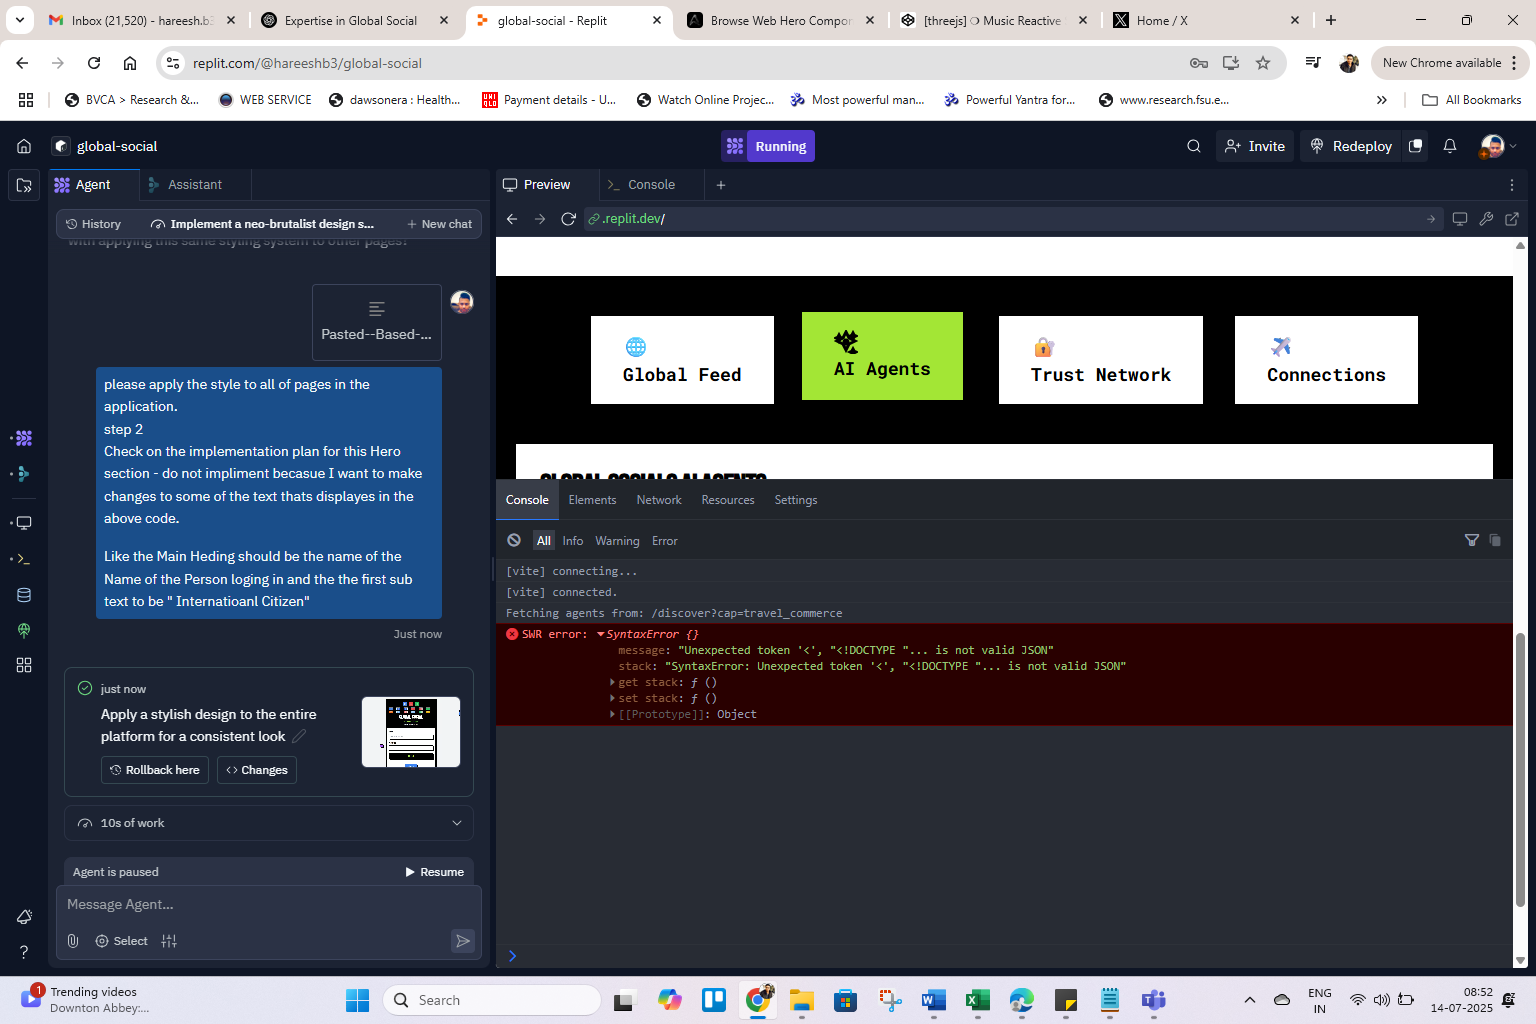 Inbox (21,520) - hareesh.b3
Expertise in Global Social
global-social - Replit
Browse Web Hero Compon
[threejs] ❍ Music Reactive
Home / X
replit.com/@hareeshb3/global-social
New Chrome available
BVCA > Research &...
WEB SERVICE
dawsonera : Health...
Payment details - U...
Watch Online Projec...
Most powerful man...
Powerful Yantra for...
www.research.fsu.e...
All Bookmarks
global-social
Running
Invite
Redeploy
Agent
Assistant
Preview
Console
History
Implement a neo-brutalist design s...
New chat
.replit.dev/
with applying this same styling system to other pages?
Pasted--Based-...
please apply the style to all of pages in the
application.
step 2
Check on the implementation plan for this Hero
section - do not impliment becasue I want to make
changes to some of the text thats displayes in the
above code.
Like the Main Heding should be the name of the
Name of the Person loging in and the the first sub
text to be " Internatioanl Citizen"
Just now
just now
Apply a stylish design to the entire
platform for a consistent look
Rollback here
Changes
10s of work
Agent is paused
Resume
Message Agent...
Select
Global Feed
AI Agents
Trust Network
Connections
Console
Elements
Network
Resources
Settings
All
Info
Warning
Error
[vite] connecting...
[vite] connected.
Fetching agents from: /discover?cap=travel_commerce
SWR error: SyntaxError {}
message: "Unexpected token '<', "<!DOCTYPE "... is not valid JSON"
stack: "SyntaxError: Unexpected token '<', "<!DOCTYPE "... is not valid JSON"
get stack: ƒ ()
set stack: ƒ ()
[[Prototype]]: Object
1
Trending videos
Downton Abbey:...
Search
ENG
IN
08:52
14-07-2025